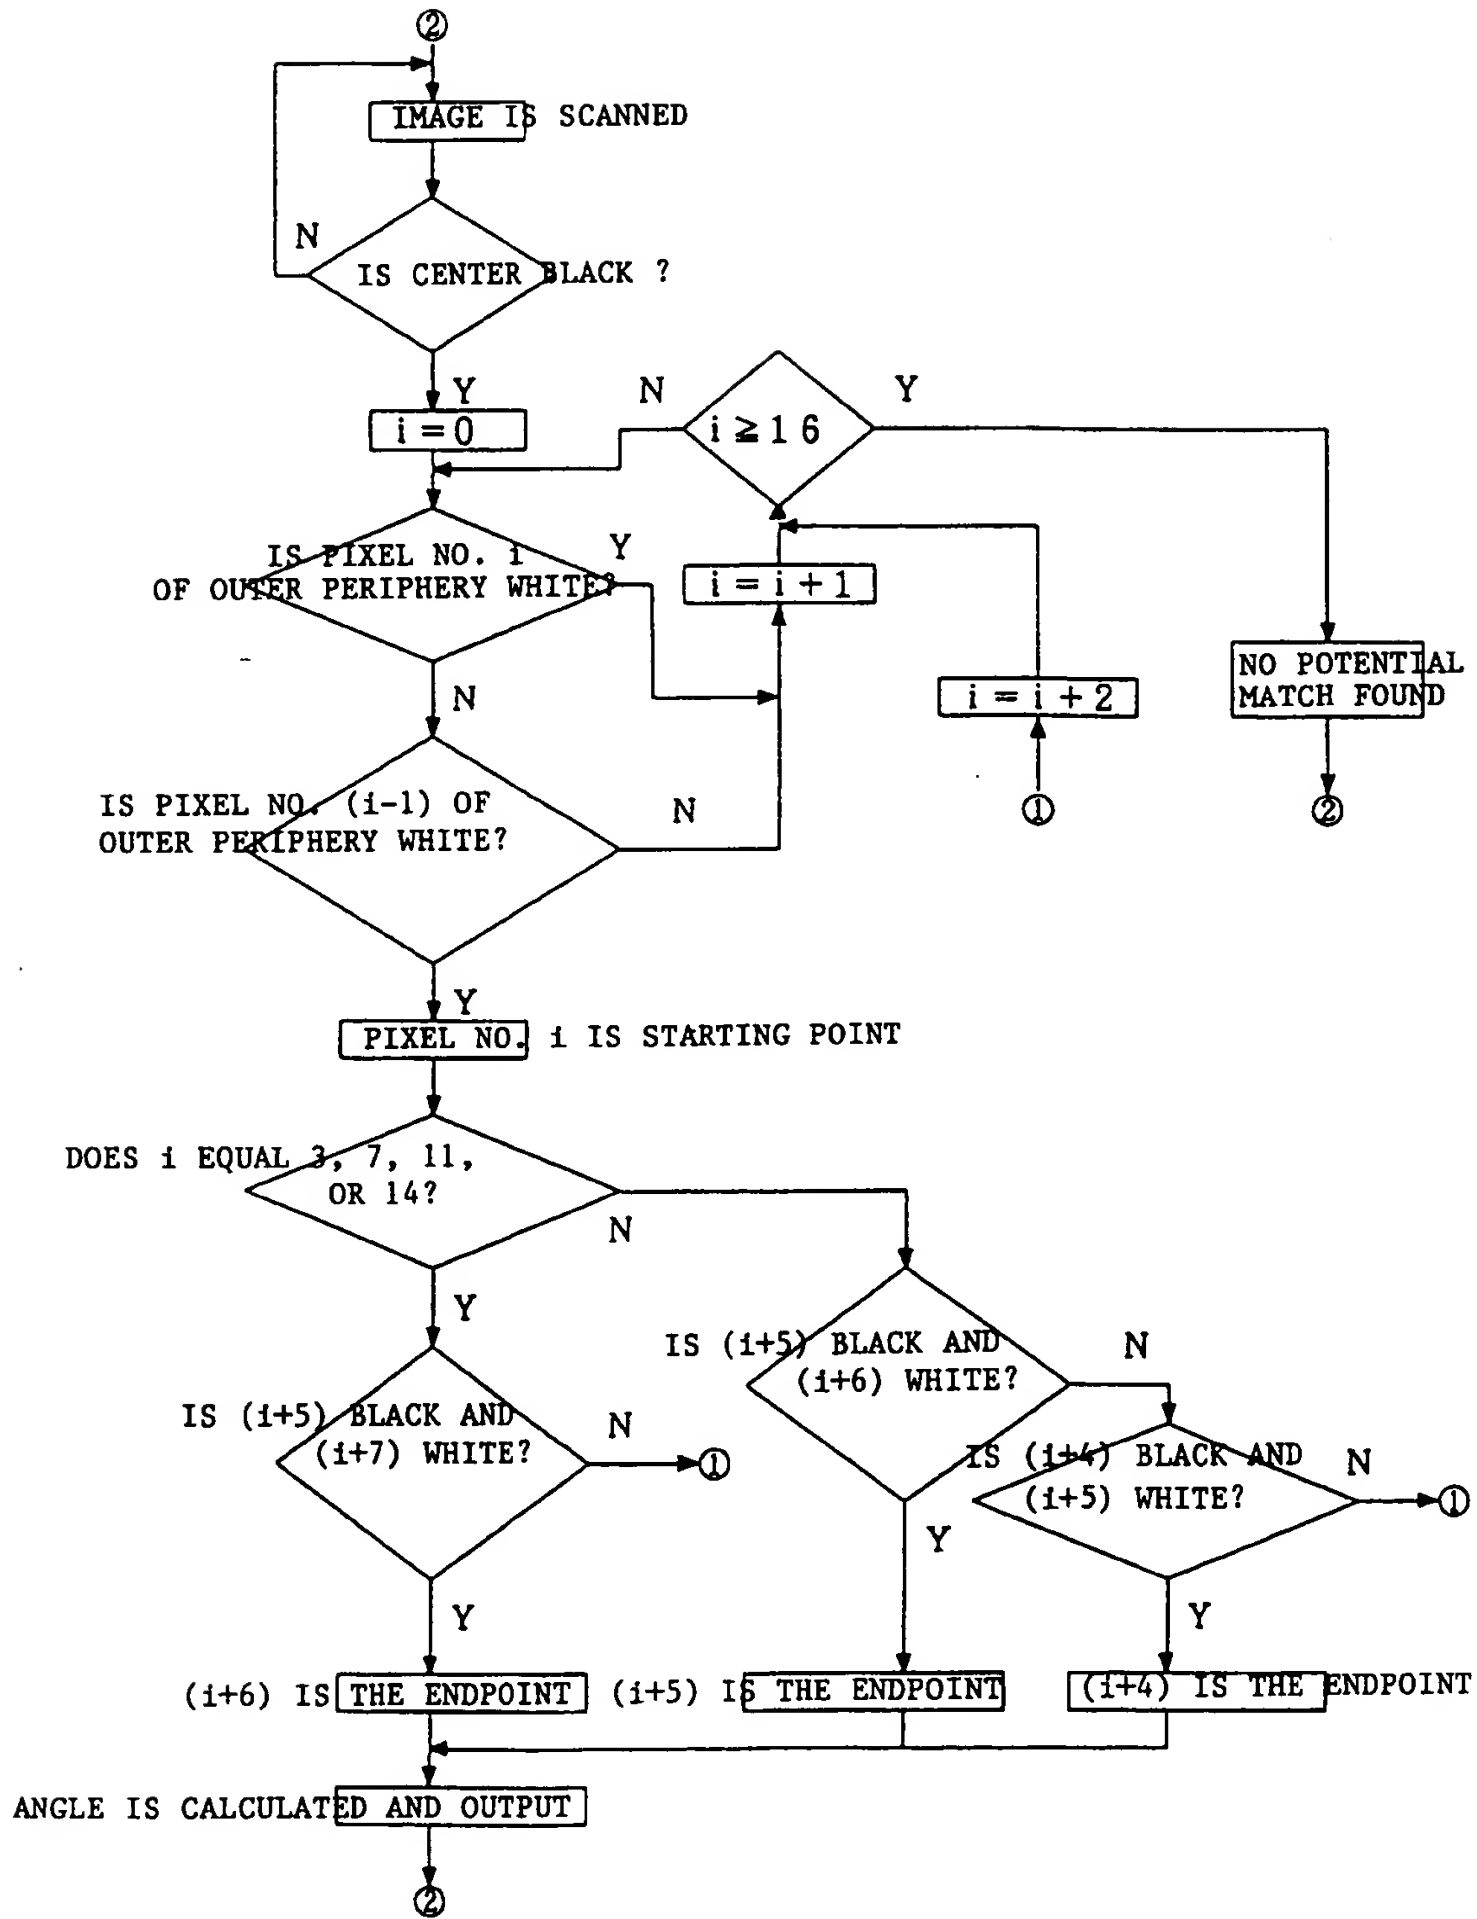 ②
IMAGE IS SCANNED
N
IS CENTER BLACK ?
Y
i = 0
N
i ≧ 1 6
Y
IS PIXEL NO. i
OF OUTER PERIPHERY WHITE?
Y
i = i + 1
N
i = i + 2
①
NO POTENTIAL
MATCH FOUND
②
IS PIXEL NO. (i-1) OF
OUTER PERIPHERY WHITE?
N
Y
PIXEL NO. i IS STARTING POINT
DOES i EQUAL 3, 7, 11,
OR 14?
N
Y
IS (i+5) BLACK AND
(i+7) WHITE?
N
①
IS (i+5) BLACK AND
(i+6) WHITE?
N
IS (i+4) BLACK AND
(i+5) WHITE?
N
①
Y
Y
Y
(i+6) IS THE ENDPOINT
(i+5) IS THE ENDPOINT
(i+4) IS THE ENDPOINT
ANGLE IS CALCULATED AND OUTPUT
②